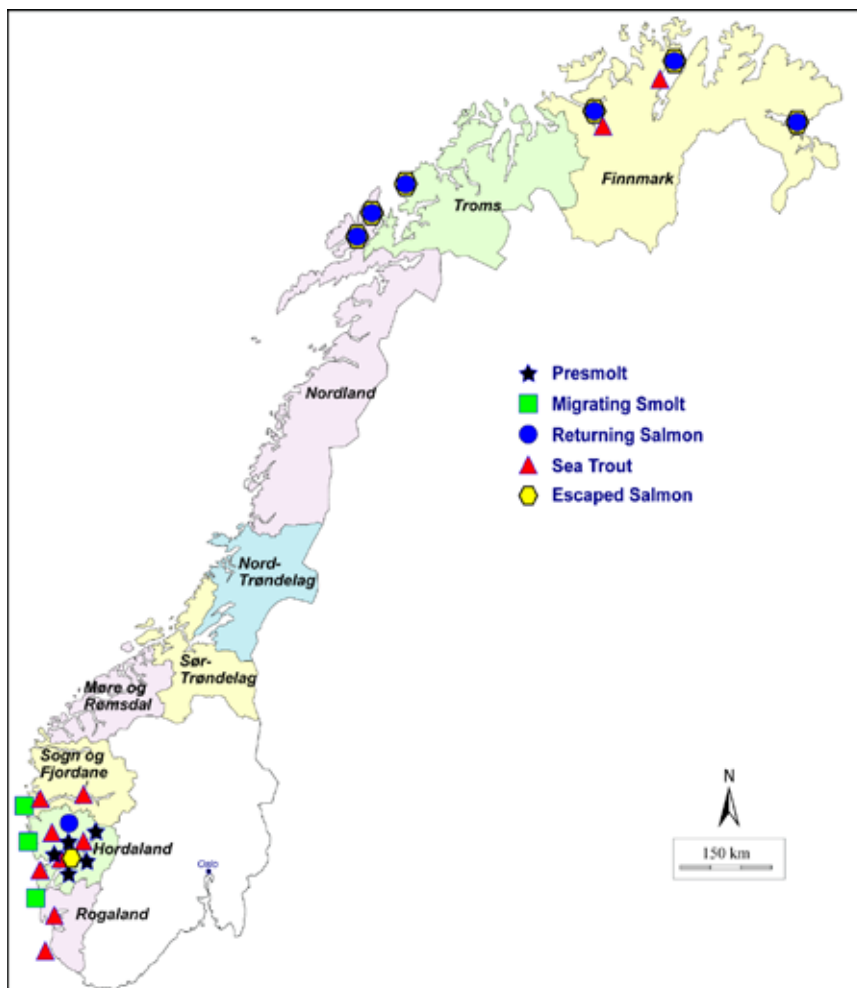 Finnmark
Troms
Nordland
Presmolt
Migrating Smolt
Returning Salmon
Sea Trout
Escaped Salmon
Nord-
Trøndelag
Sør-
Trøndelag
Møre og
Rømsdal
Sogn og
Fjordane
Hordaland
Oslo
Rogaland
N
150 km